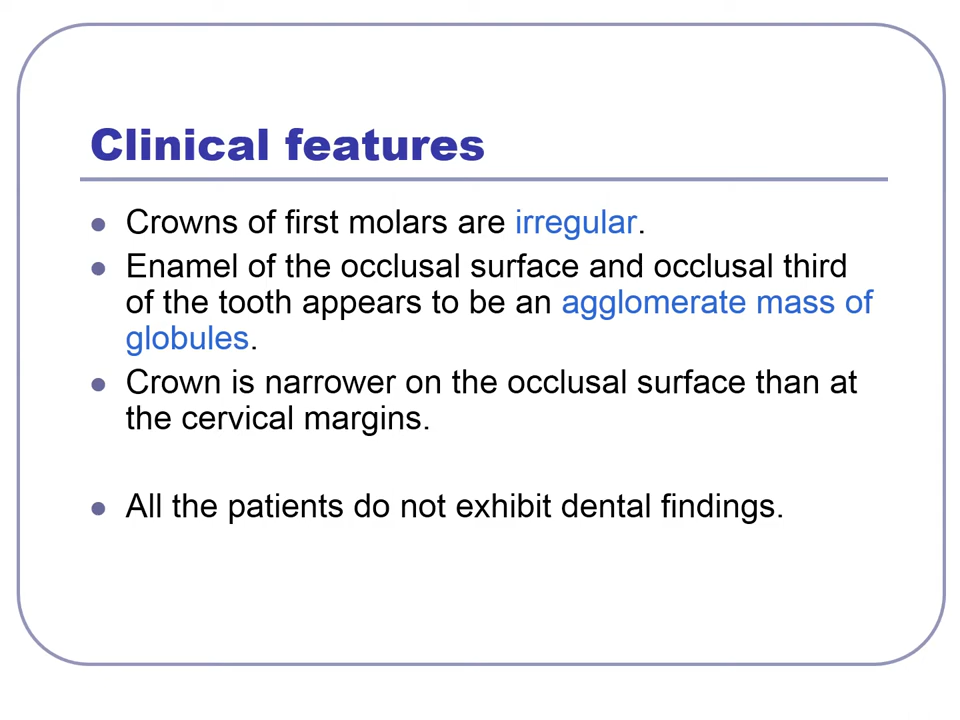 Clinical features
Crowns of first molars are irregular.
Enamel of the occlusal surface and occlusal third
of the tooth appears to be an agglomerate mass of
globules.
Crown is narrower on the occlusal surface than at
the cervical margins.
All the patients do not exhibit dental findings.